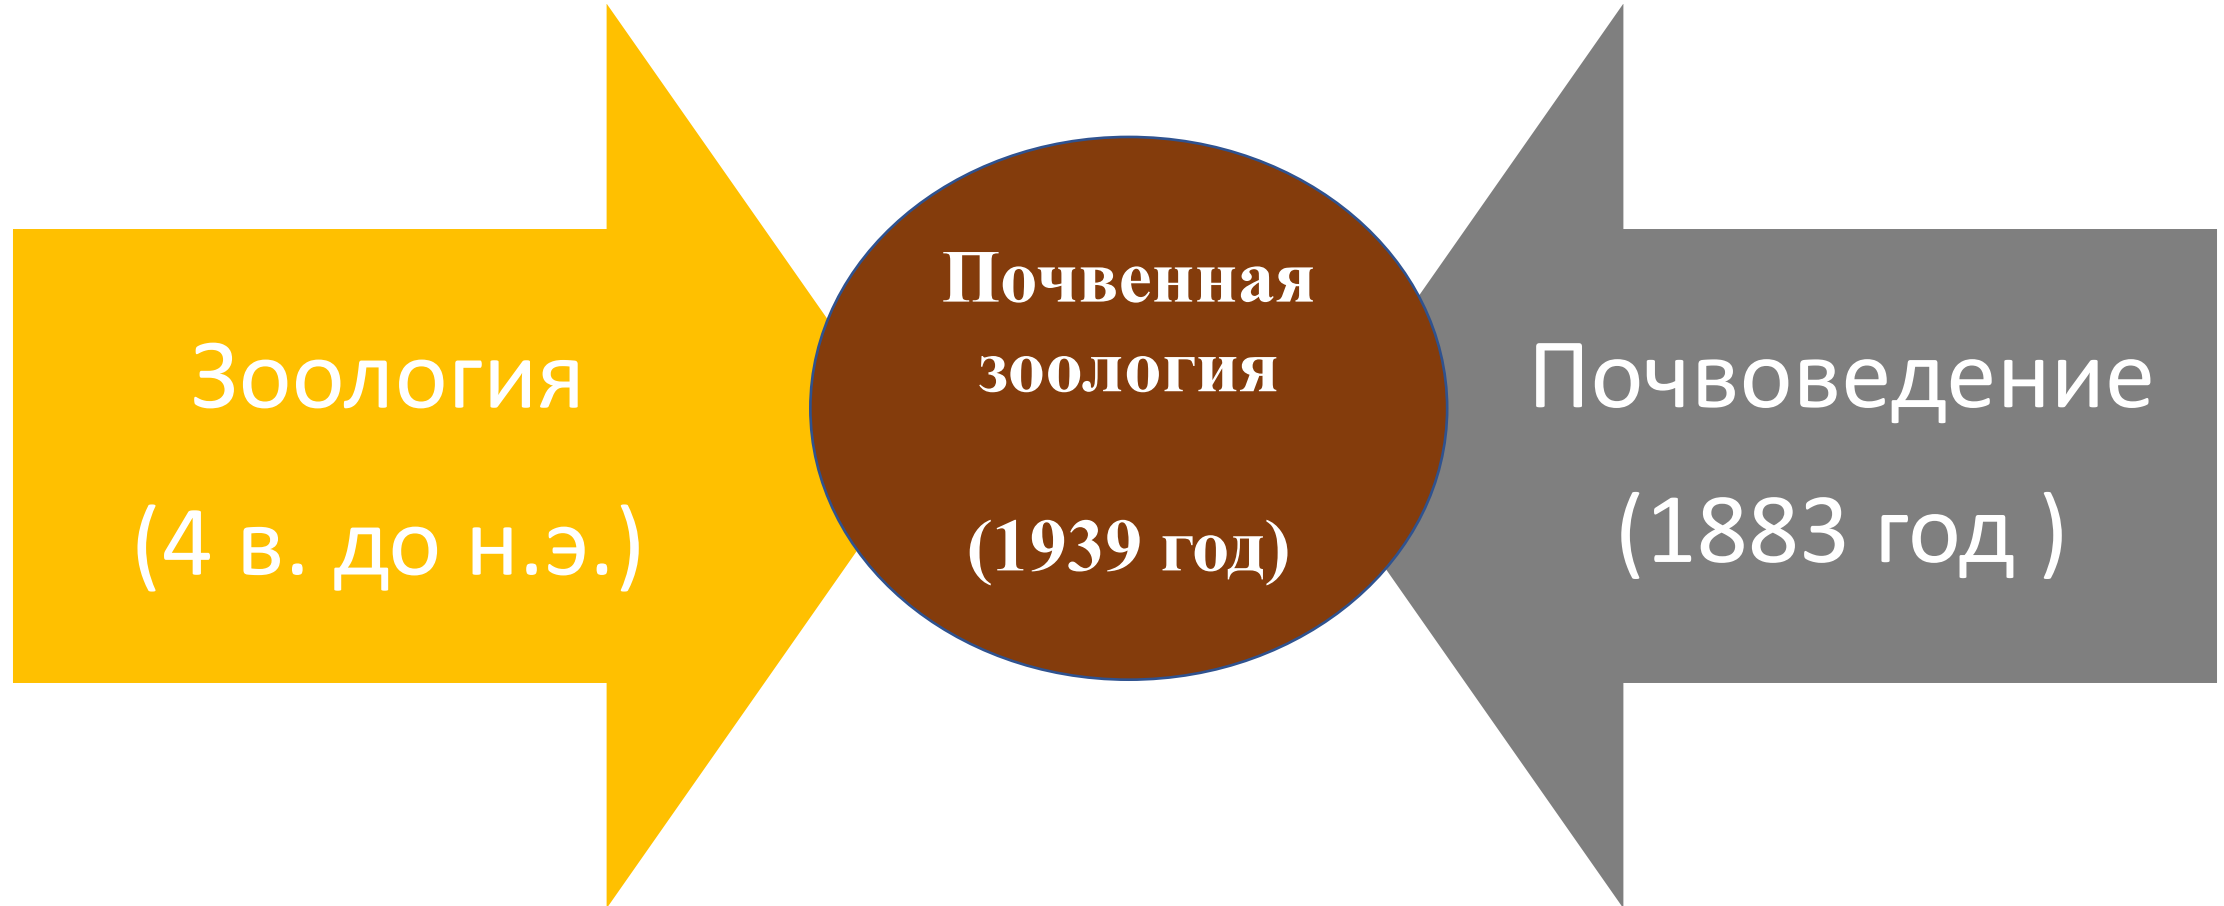 Зоология
(4 в. до н.э.)
Почвенная
зоология
(1939 год)
Почвоведение
(1883 год )